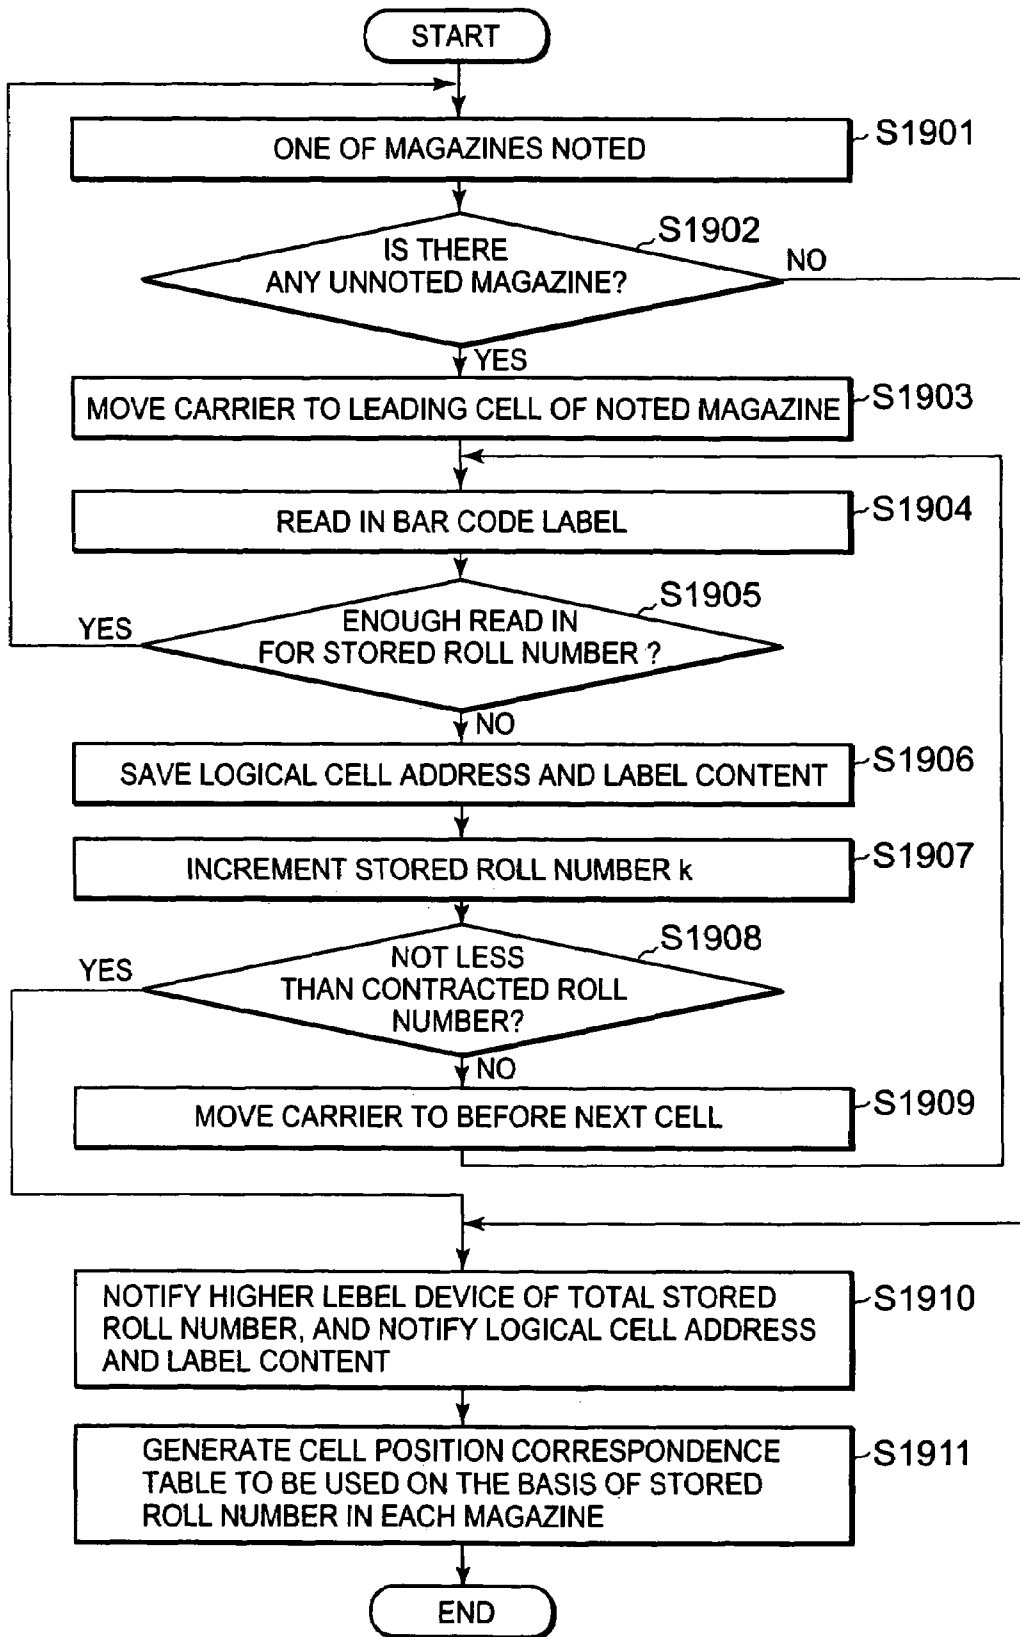 START
ONE OF MAGAZINES NOTED
S1901
IS THERE
ANY UNNOTED MAGAZINE?
S1902
NO
YES
MOVE CARRIER TO LEADING CELL OF NOTED MAGAZINE
S1903
READ IN BAR CODE LABEL
S1904
ENOUGH READ IN
FOR STORED ROLL NUMBER ?
S1905
YES
NO
SAVE LOGICAL CELL ADDRESS AND LABEL CONTENT
S1906
INCREMENT STORED ROLL NUMBER k
S1907
NOT LESS
THAN CONTRACTED ROLL
NUMBER?
S1908
YES
NO
MOVE CARRIER TO BEFORE NEXT CELL
S1909
NOTIFY HIGHER LEBEL DEVICE OF TOTAL STORED
ROLL NUMBER, AND NOTIFY LOGICAL CELL ADDRESS
AND LABEL CONTENT
S1910
GENERATE CELL POSITION CORRESPONDENCE
TABLE TO BE USED ON THE BASIS OF STORED
ROLL NUMBER IN EACH MAGAZINE
S1911
END